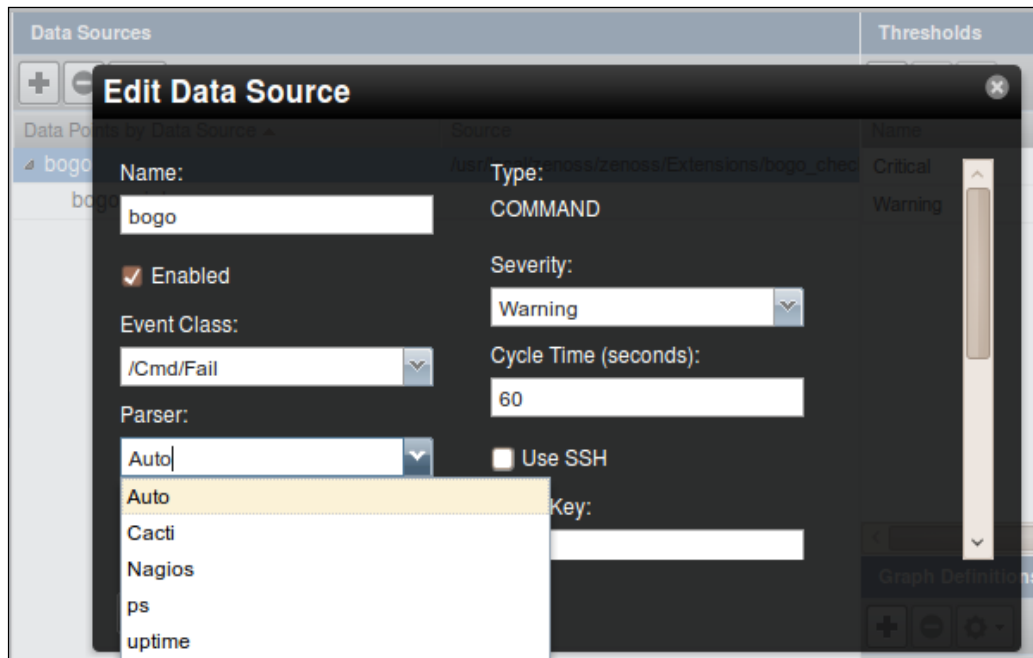 Data Sources
Thresholds
Edit Data Source
Data Points by Data Source
Source
Name
bogo
/usr/local/zenoss/zenoss/Extensions/bogo_chec
Critical
Warning
Name:
bogo
Type:
COMMAND
Enabled
Severity:
Warning
Event Class:
/Cmd/Fail
Cycle Time (seconds):
60
Parser:
Auto
Use SSH
Auto
Key:
Cacti
Nagios
ps
uptime
Graph Definitions